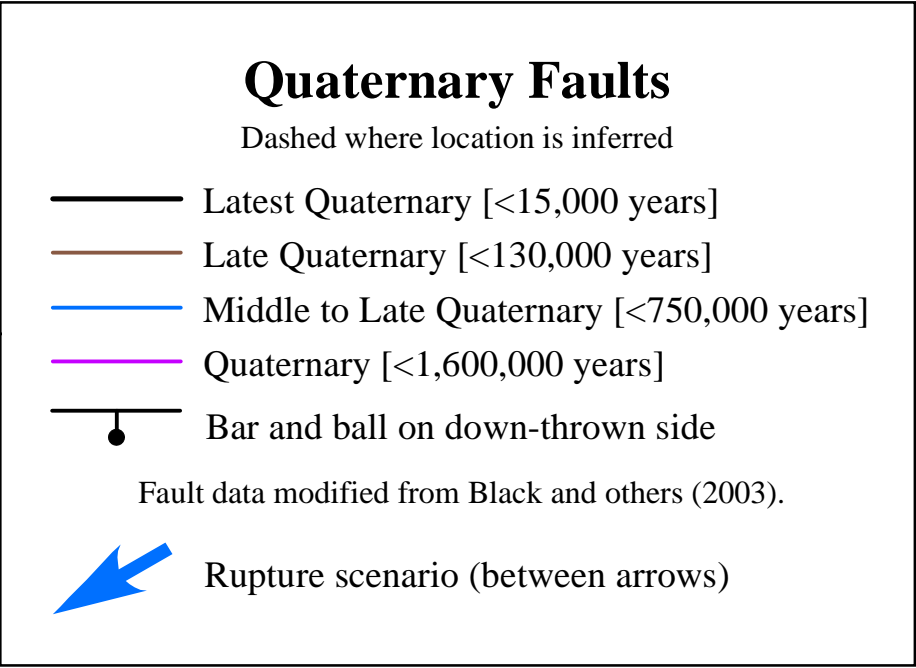 Quaternary Faults
Dashed where location is inferred
Latest Quaternary [<15,000 years]
Late Quaternary [<130,000 years]
Middle to Late Quaternary [<750,000 years]
Quaternary [<1,600,000 years]
Bar and ball on down-thrown side
Fault data modified from Black and others (2003).
Rupture scenario (between arrows)